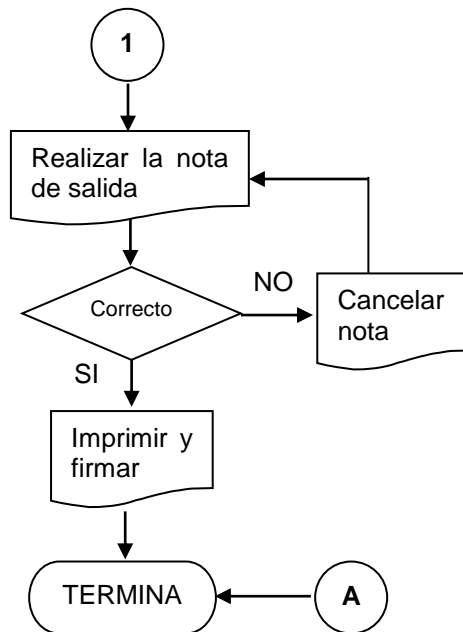 1
Realizar la nota
de salida
Correcto
NO
Cancelar
nota
SI
Imprimir y
firmar
TERMINA
A